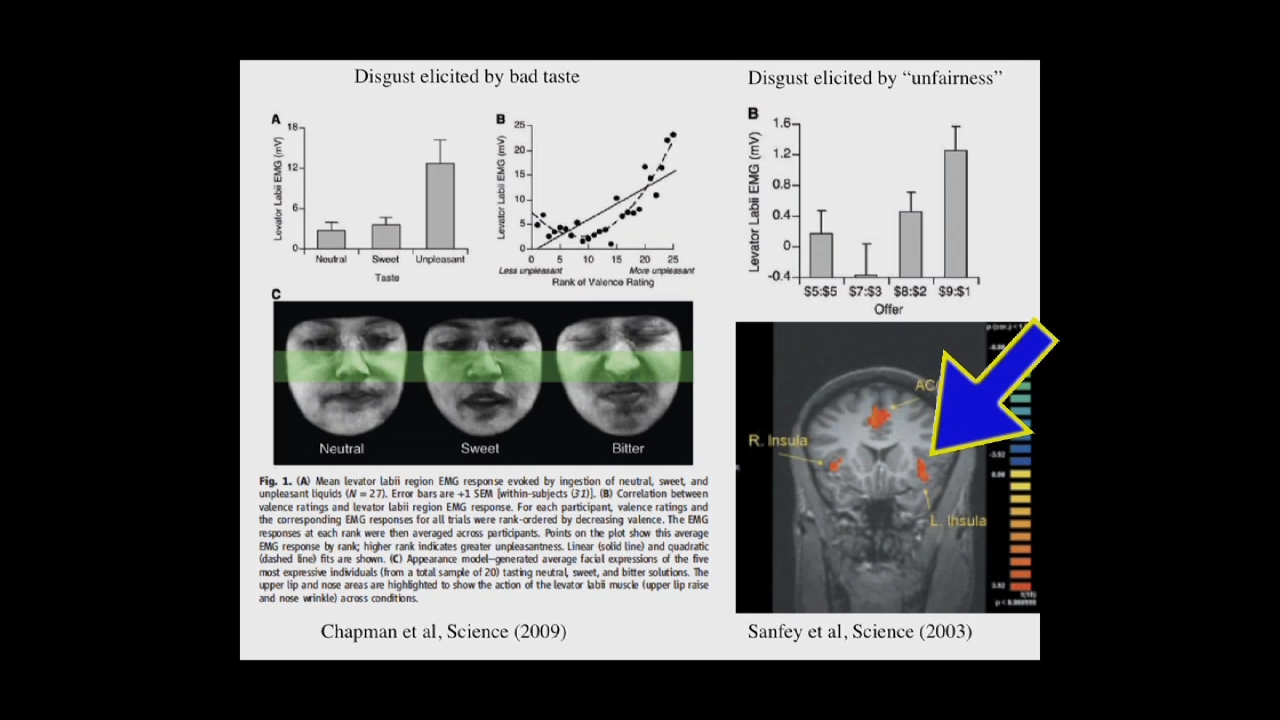 Disgust elicited by bad taste
Disgust elicited by “unfairness”
A
18
12
6
0
Levator Labii EMG (mV)
Neutral Sweet Unpleasant
Taste
B
25
20
15
10
5
0
Levator Labii EMG (mV)
0 5 10 15 20 25
Less unpleasant More unpleasant
Rank of Valence Rating
B
1.6
1.2
0.8
0.4
0
-0.4
Levator Labii EMG (mV)
$5:$5 $7:$3 $8:$2 $9:$1
Offer
C
Neutral Sweet Bitter
R. Insula
L. Insula
Fig. 1. (A) Mean levator labii region EMG response evoked by ingestion of neutral, sweet, and
unpleasant liquids (N = 27). Error bars are +1 SEM [within-subjects (31)]. (B) Correlation between
valence ratings and levator labii region EMG response. For each participant, valence ratings and
the corresponding EMG responses for all trials were rank-ordered by decreasing valence. The EMG
responses at each rank were then averaged across participants. Points on the plot show this average
EMG response by rank; higher rank indicates greater unpleasantness. Linear (solid line) and quadratic
(dashed line) fits are shown. (C) Appearance model–generated average facial expressions of the five
most expressive individuals (from a total sample of 20) tasting neutral, sweet, and bitter solutions. The
upper lip and nose areas are highlighted to show the action of the levator labii muscle (upper lip raise
and nose wrinkle) across conditions.
Chapman et al, Science (2009)
Sanfey et al, Science (2003)